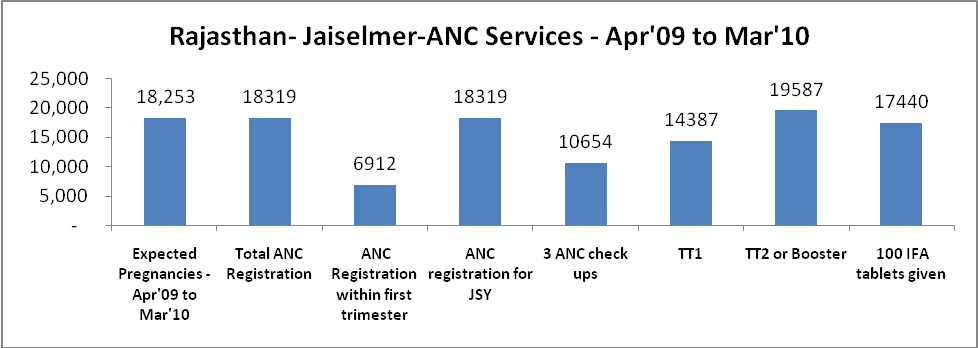 Rajasthan- Jaiselmer-ANC Services - Apr'09 to Mar'10
25,000
20,000
15,000
10,000
5,000
-
18,253
18319
6912
18319
10654
14387
19587
17440
Expected
Pregnancies -
Apr'09 to
Mar'10
Total ANC
Registration
ANC
Registration
within first
trimester
ANC
registration for
JSY
3 ANC check
ups
TT1
TT2 or Booster
100 IFA
tablets given